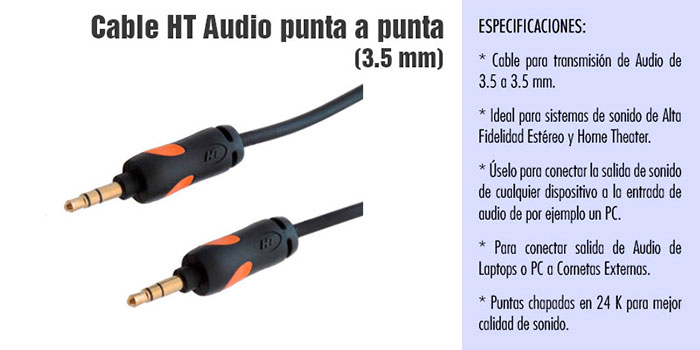 Cable HT Audio punta a punta
(3.5 mm)
HT
HT
ESPECIFICACIONES:
* Cable para transmisión de Audio de
3.5 a 3.5 mm.
* Ideal para sistemas de sonido de Alta
Fidelidad Estéreo y Home Theater.
* Úselo para conectar la salida de sonido
de cualquier dispositivo a la entrada de
audio de por ejemplo un PC.
* Para conectar salida de Audio de
Laptops o PC a Cornetas Externas.
* Puntas chapadas en 24 K para mejor
calidad de sonido.